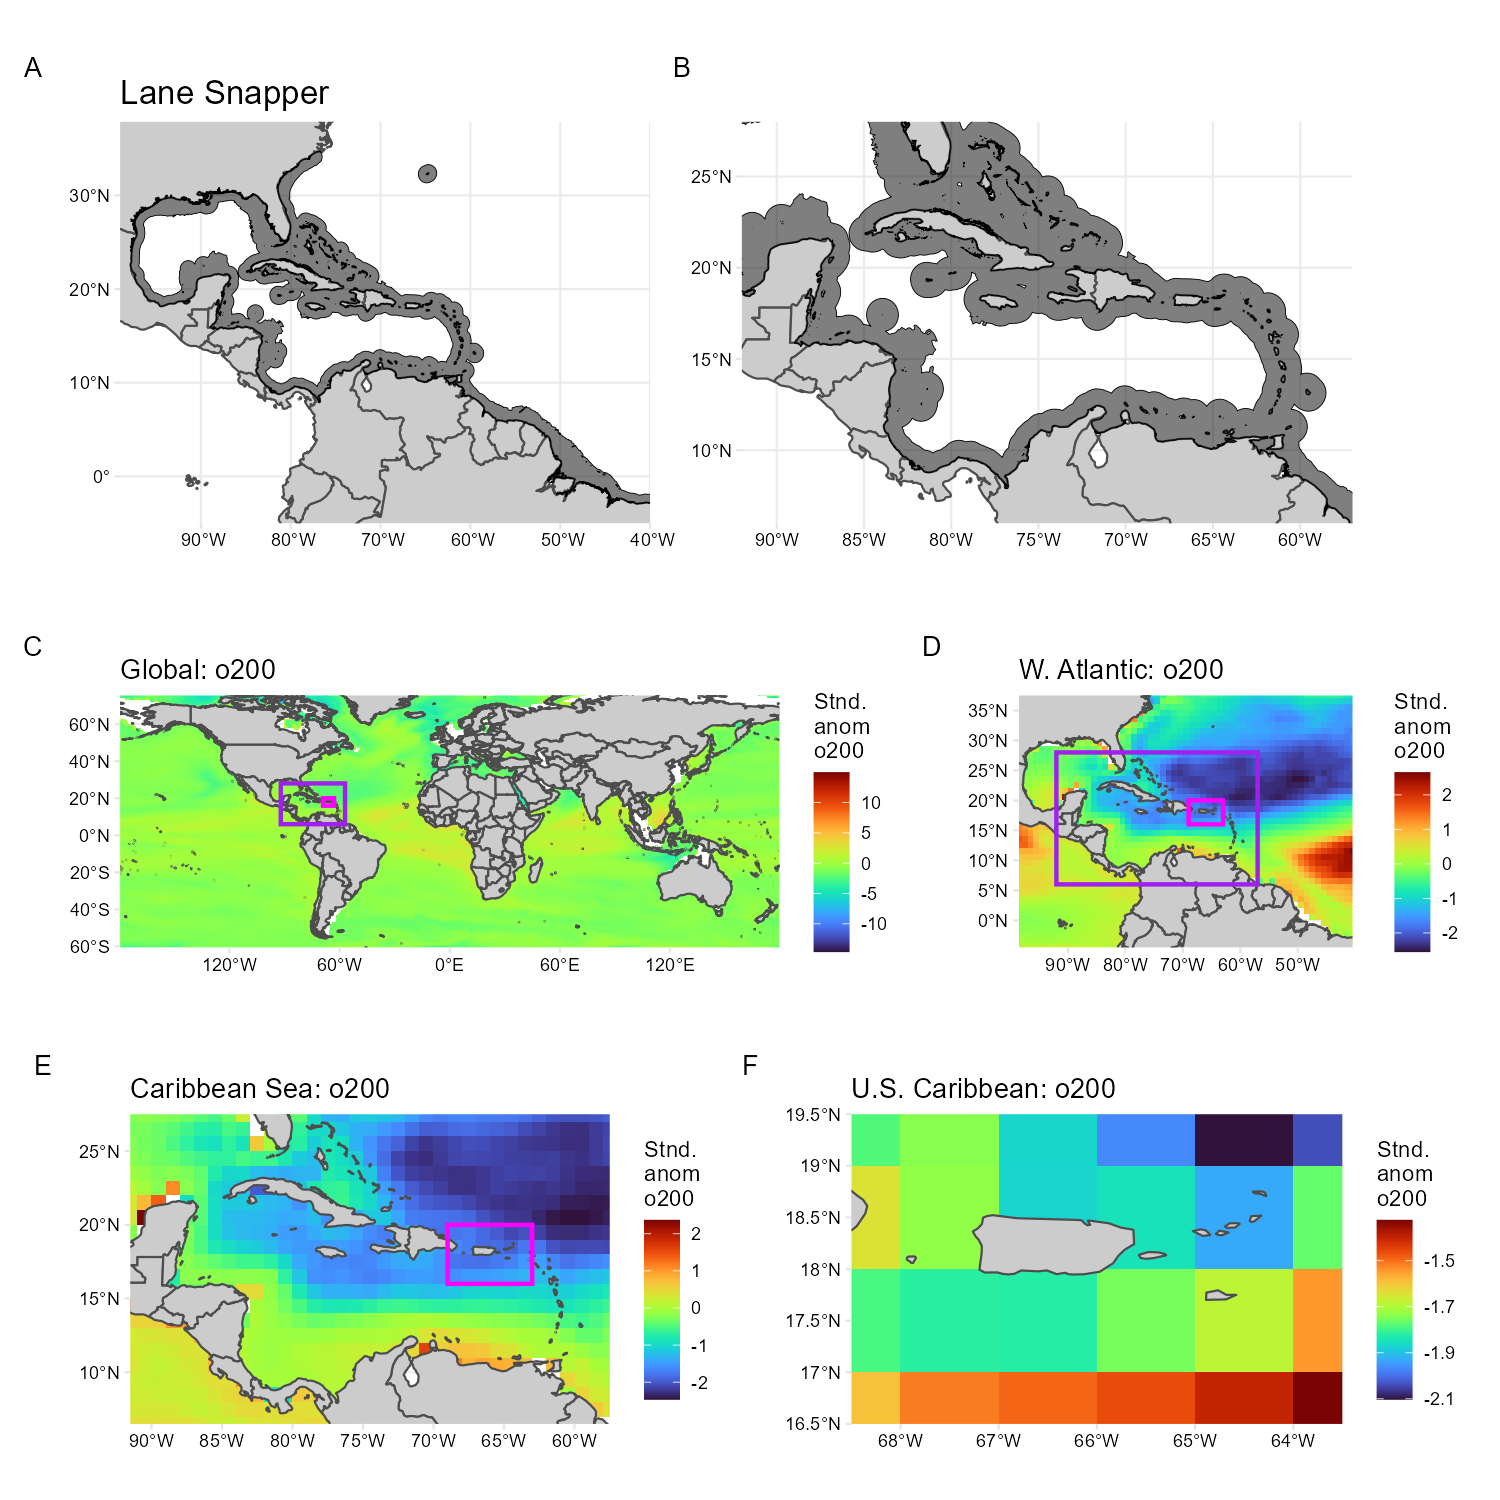 A
B
Lane Snapper
30°N
20°N
10°N
0°
90°W 80°W 70°W 60°W 50°W 40°W
25°N
20°N
15°N
10°N
90°W 85°W 80°W 75°W 70°W 65°W 60°W
C
D
Global: o200
60°N
40°N
20°N
0°N
20°S
40°S
60°S
120°W 60°W 0°E 60°E 120°E
Stnd.
anom
o200
10
5
0
-5
-10
W. Atlantic: o200
35°N
30°N
25°N
20°N
15°N
10°N
5°N
0°N
90°W 80°W 70°W 60°W 50°W
Stnd.
anom
o200
2
1
0
-1
-2
E
F
Caribbean Sea: o200
25°N
20°N
15°N
10°N
90°W 85°W 80°W 75°W 70°W 65°W 60°W
Stnd.
anom
o200
2
1
0
-1
-2
U.S. Caribbean: o200
19.5°N
19°N
18.5°N
18°N
17.5°N
17°N
16.5°N
68°W 67°W 66°W 65°W 64°W
Stnd.
anom
o200
-1.5
-1.7
-1.9
-2.1